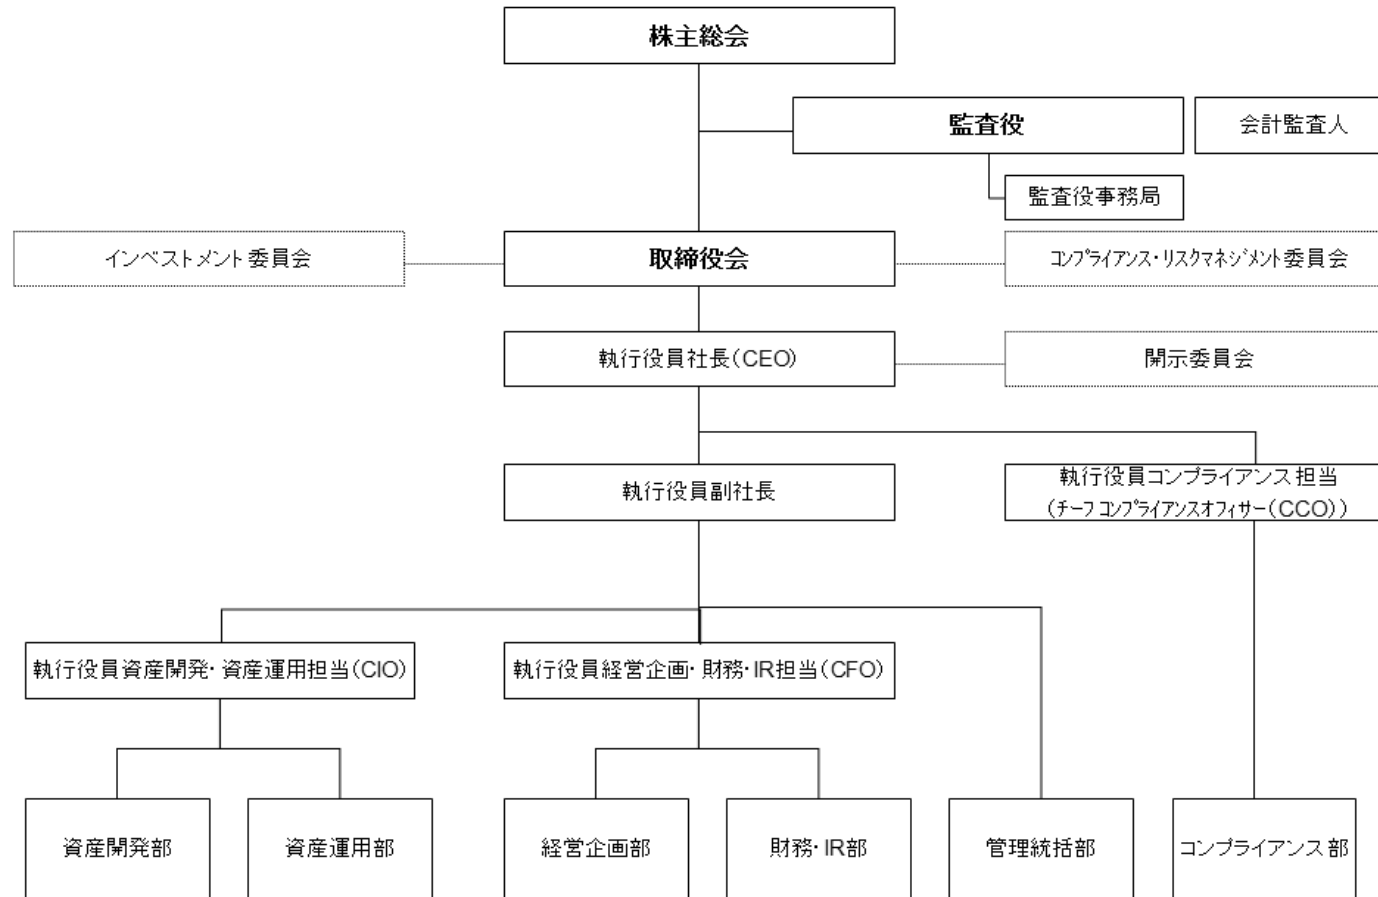 株主総会
監査役
会計監査人
監査役事務局
インベストメント委員会
取締役会
コンプライアンス・リスクマネジメント委員会
執行役員社長(CEO)
開示委員会
執行役員副社長
執行役員コンプライアンス担当
(チーフコンプライアンスオフィサー(CCO))
執行役員資産開発・資産運用担当(CIO)
執行役員経営企画・財務・IR担当(CFO)
資産開発部
資産運用部
経営企画部
財務・IR部
管理統括部
コンプライアンス部